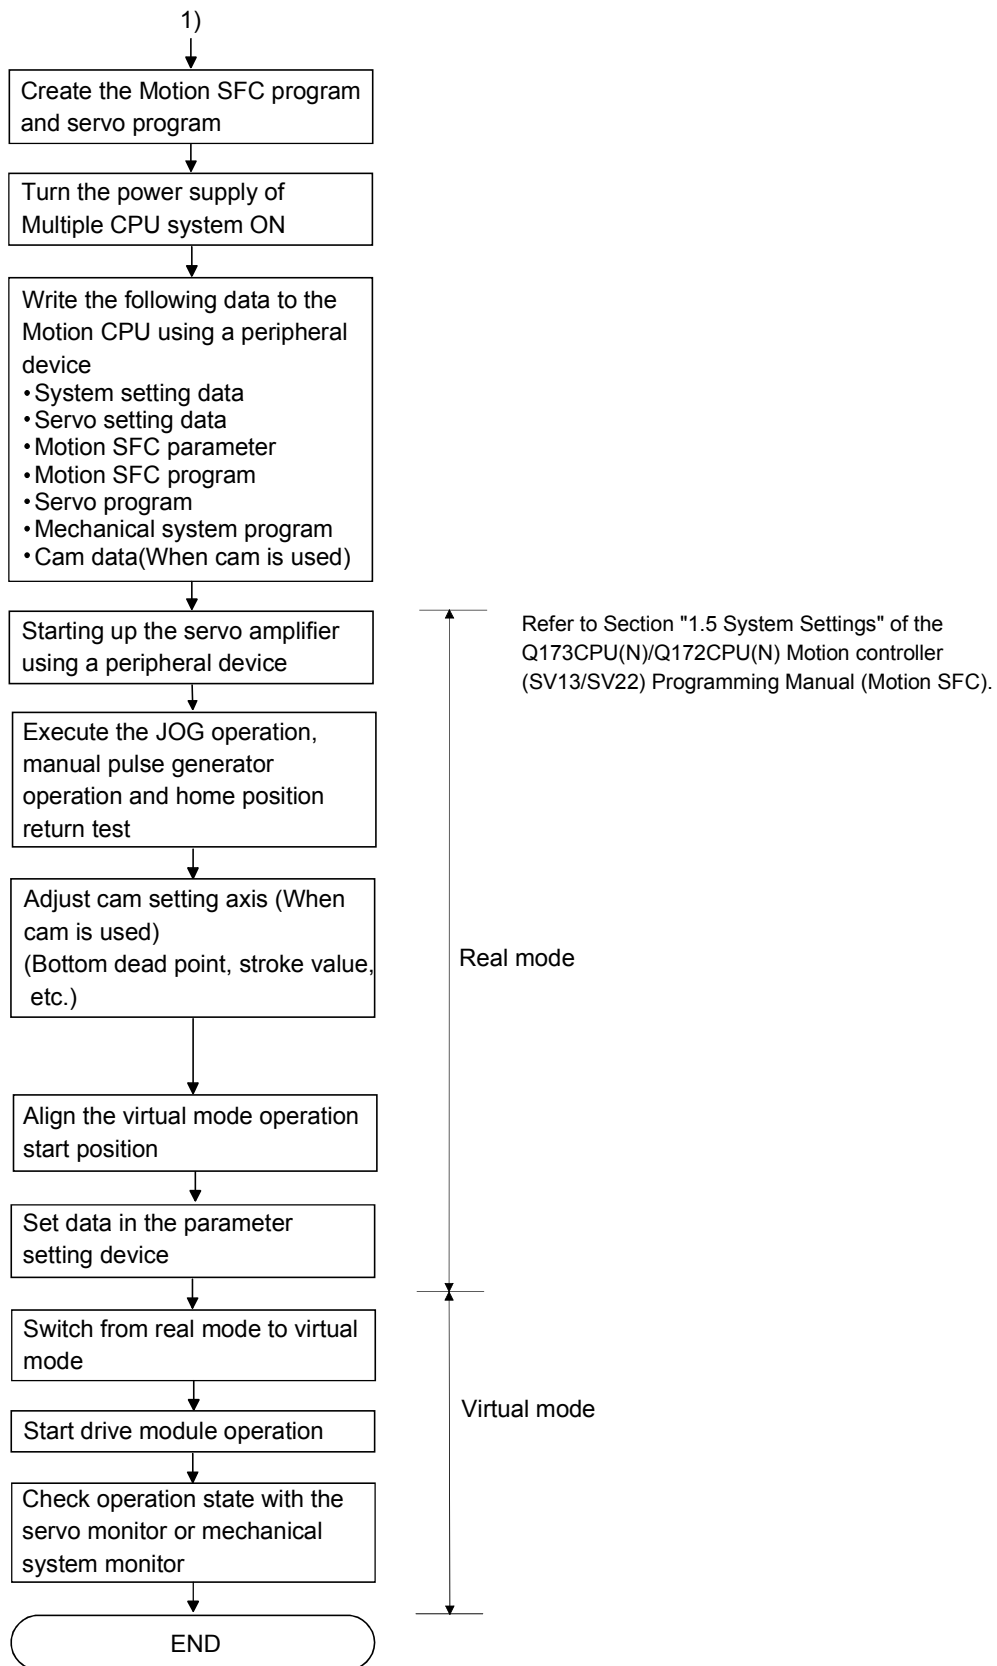 1)
Create the Motion SFC program
and servo program
Turn the power supply of
Multiple CPU system ON
Write the following data to the
Motion CPU using a peripheral
device
・System setting data
・Servo setting data
・Motion SFC parameter
・Motion SFC program
・Servo program
・Mechanical system program
・Cam data(When cam is used)
Starting up the servo amplifier
using a peripheral device
Refer to Section "1.5 System Settings" of the
Q173CPU(N)/Q172CPU(N) Motion controller
(SV13/SV22) Programming Manual (Motion SFC).
Execute the JOG operation,
manual pulse generator
operation and home position
return test
Adjust cam setting axis (When
cam is used)
(Bottom dead point, stroke value,
etc.)
Real mode
Align the virtual mode operation
start position
Set data in the parameter
setting device
Switch from real mode to virtual
mode
Virtual mode
Start drive module operation
Check operation state with the
servo monitor or mechanical
system monitor
END